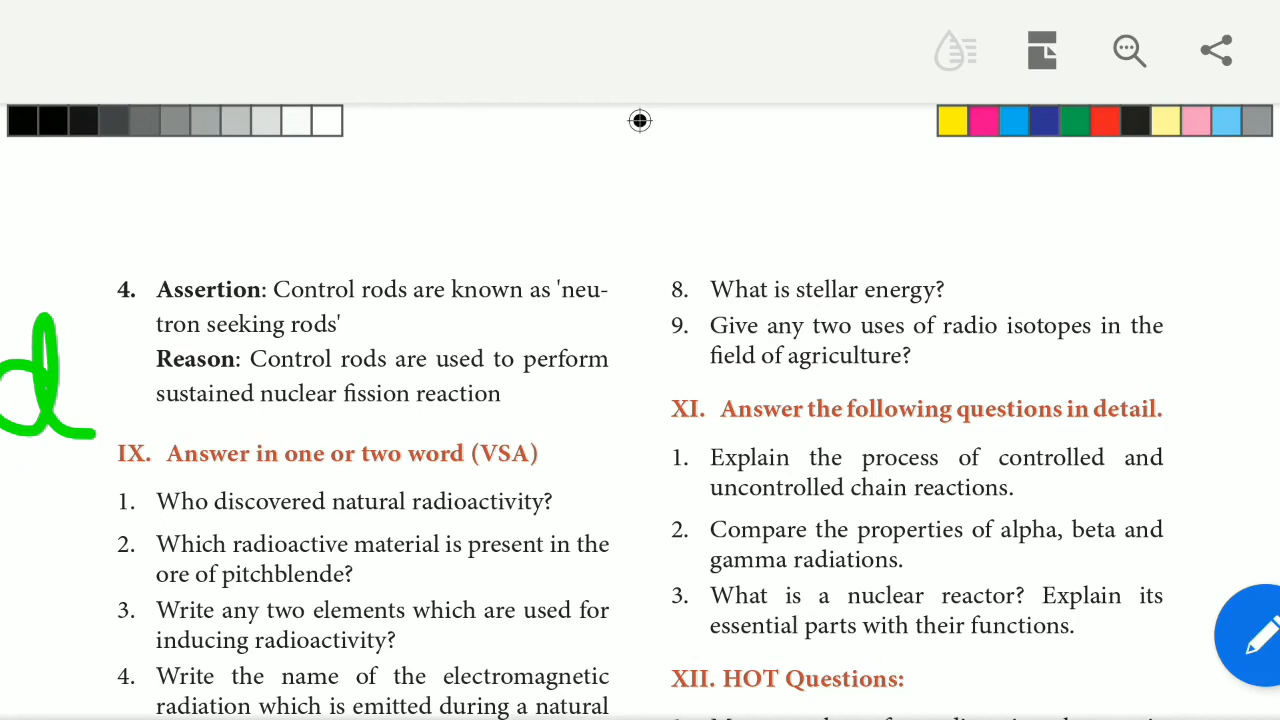 4. Assertion: Control rods are known as 'neu-
tron seeking rods'
Reason: Control rods are used to perform
sustained nuclear fission reaction
d
IX. Answer in one or two word (VSA)
1. Who discovered natural radioactivity?
2. Which radioactive material is present in the
ore of pitchblende?
3. Write any two elements which are used for
inducing radioactivity?
4. Write the name of the electromagnetic
radiation which is emitted during a natural
8. What is stellar energy?
9. Give any two uses of radio isotopes in the
field of agriculture?
XI. Answer the following questions in detail.
1. Explain the process of controlled and
uncontrolled chain reactions.
2. Compare the properties of alpha, beta and
gamma radiations.
3. What is a nuclear reactor? Explain its
essential parts with their functions.
XII. HOT Questions: